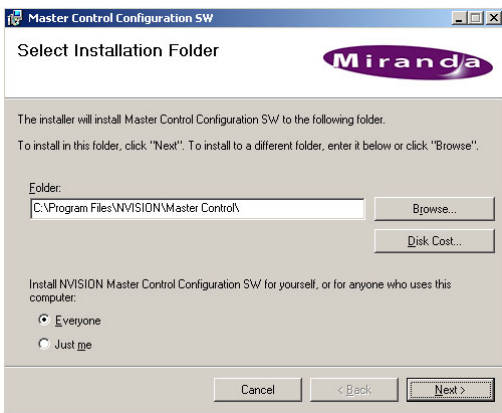 Master Control Configuration SW
Select Installation Folder
Miranda
The installer will install Master Control Configuration SW to the following folder.
To install in this folder, click "Next". To install to a different folder, enter it below or click "Browse".
Folder:
C:\Program Files\NVISION\Master Control\
Browse...
Disk Cost...
Install NVISION Master Control Configuration SW for yourself, or for anyone who uses this
computer:
Everyone
Just me
Cancel
< Back
Next >